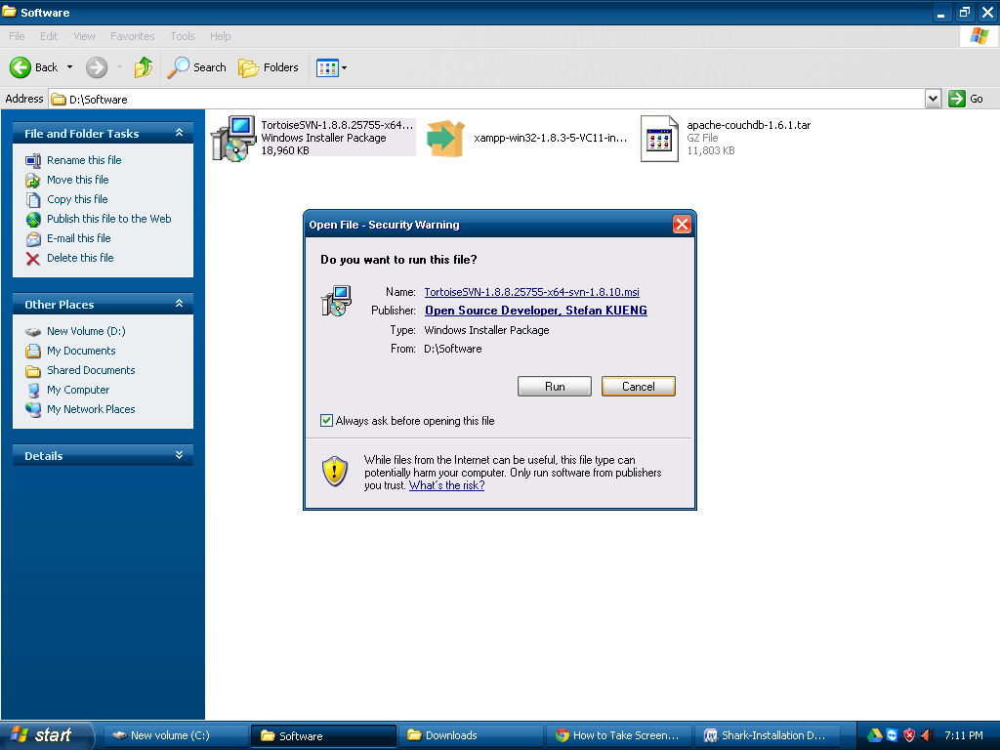 Software
File Edit View Favorites Tools Help
Back Search Folders
Address D:\Software Go
File and Folder Tasks
Rename this file
Move this file
Copy this file
Publish this file to the Web
E-mail this file
Delete this file
Other Places
New Volume (D:)
My Documents
Shared Documents
My Computer
My Network Places
Details
TortoiseSVN-1.8.8.25755-x64...
Windows Installer Package
18,960 KB
xampp-win32-1.8.3-5-VC11-in...
apache-couchdb-1.6.1.tar
GZ File
11,803 KB
Open File - Security Warning
Do you want to run this file?
Name: TortoiseSVN-1.8.8.25755-x64-svn-1.8.10.msi
Publisher: Open Source Developer, Stefan KUENG
Type: Windows Installer Package
From: D:\Software
Run Cancel
Always ask before opening this file
While files from the Internet can be useful, this file type can
potentially harm your computer. Only run software from publishers
you trust. What's the risk?
start New volume (C:) Software Downloads How to Take Screen... Shark-Installation D... 7:11 PM